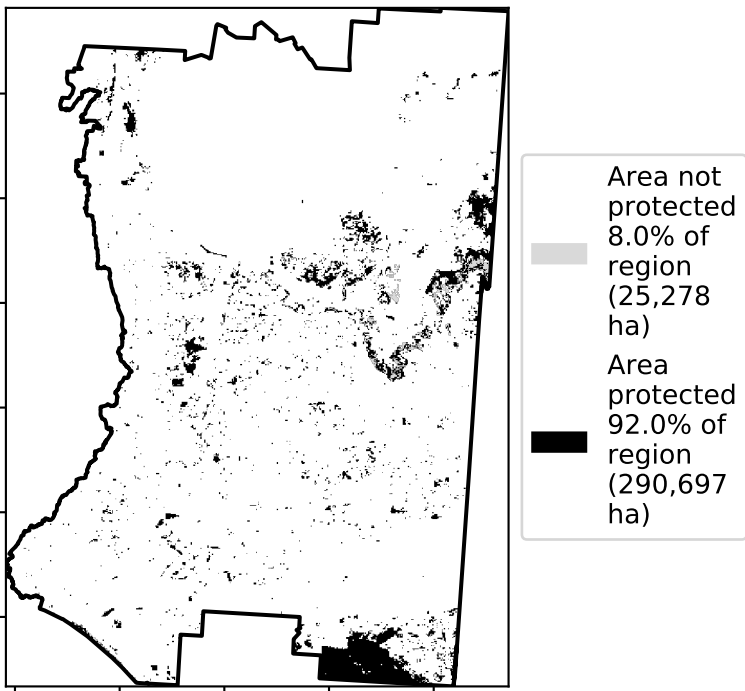 Area not
protected
8.0% of
region
(25,278
ha)
Area
protected
92.0% of
region
(290,697
ha)